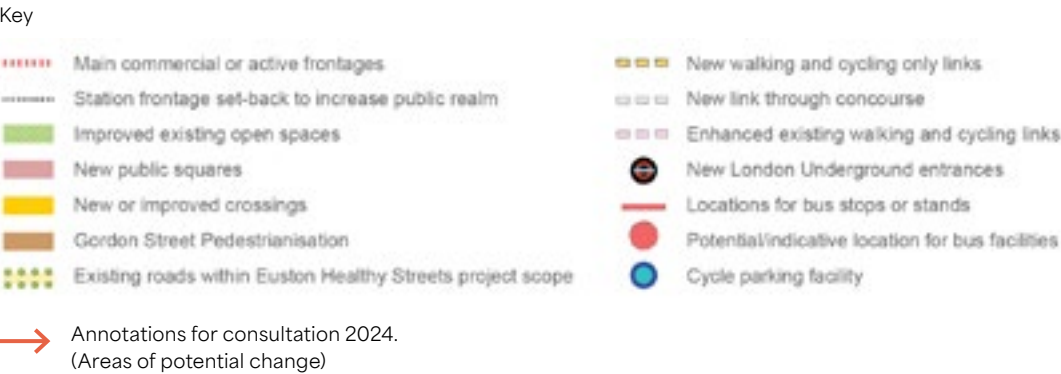 Key
Main commercial or active frontages
Station frontage set-back to increase public realm
Improved existing open spaces
New public squares
New or improved crossings
Gordon Street Pedestrianisation
Existing roads within Euston Healthy Streets project scope
New walking and cycling only links
New link through concourse
Enhanced existing walking and cycling links
New London Underground entrances
Locations for bus stops or stands
Potential/indicative location for bus facilities
Cycle parking facility
Annotations for consultation 2024.
(Areas of potential change)